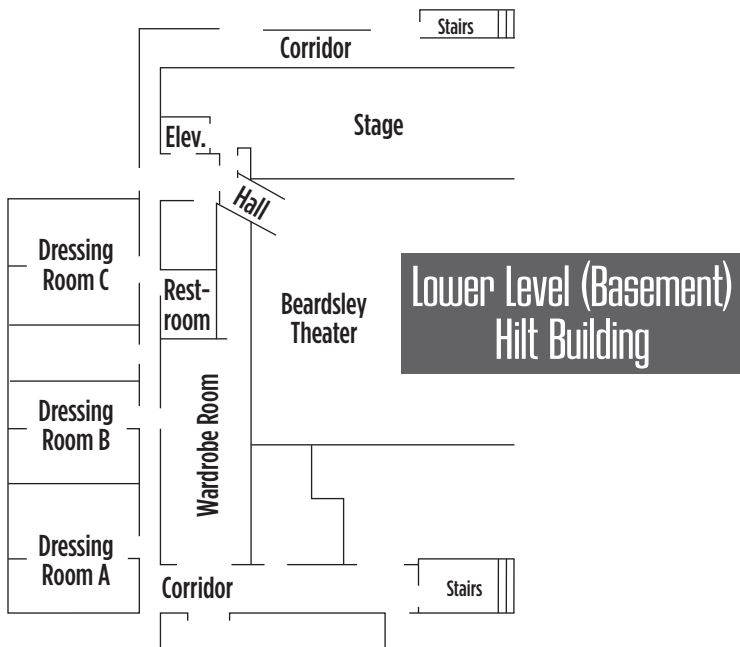 Stairs
Corridor
Stage
Elev.
Hall
Dressing
Room C
Rest-
room
Beardsley
Theater
Lower Level (Basement)
Hilt Building
Dressing
Room B
Wardrobe Room
Dressing
Room A
Corridor
Stairs